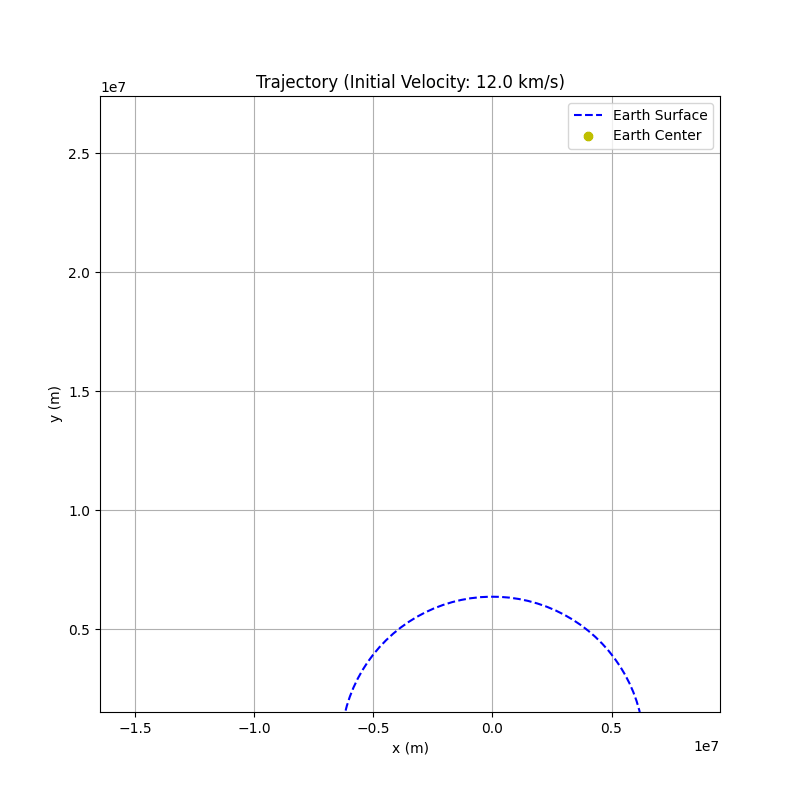 Trajectory (Initial Velocity: 12.0 km/s)
1e7
Earth Surface
Earth Center
2.5
2.0
1.5
1.0
0.5
y (m)
−1.5 −1.0 −0.5 0.0 0.5
x (m)
1e7